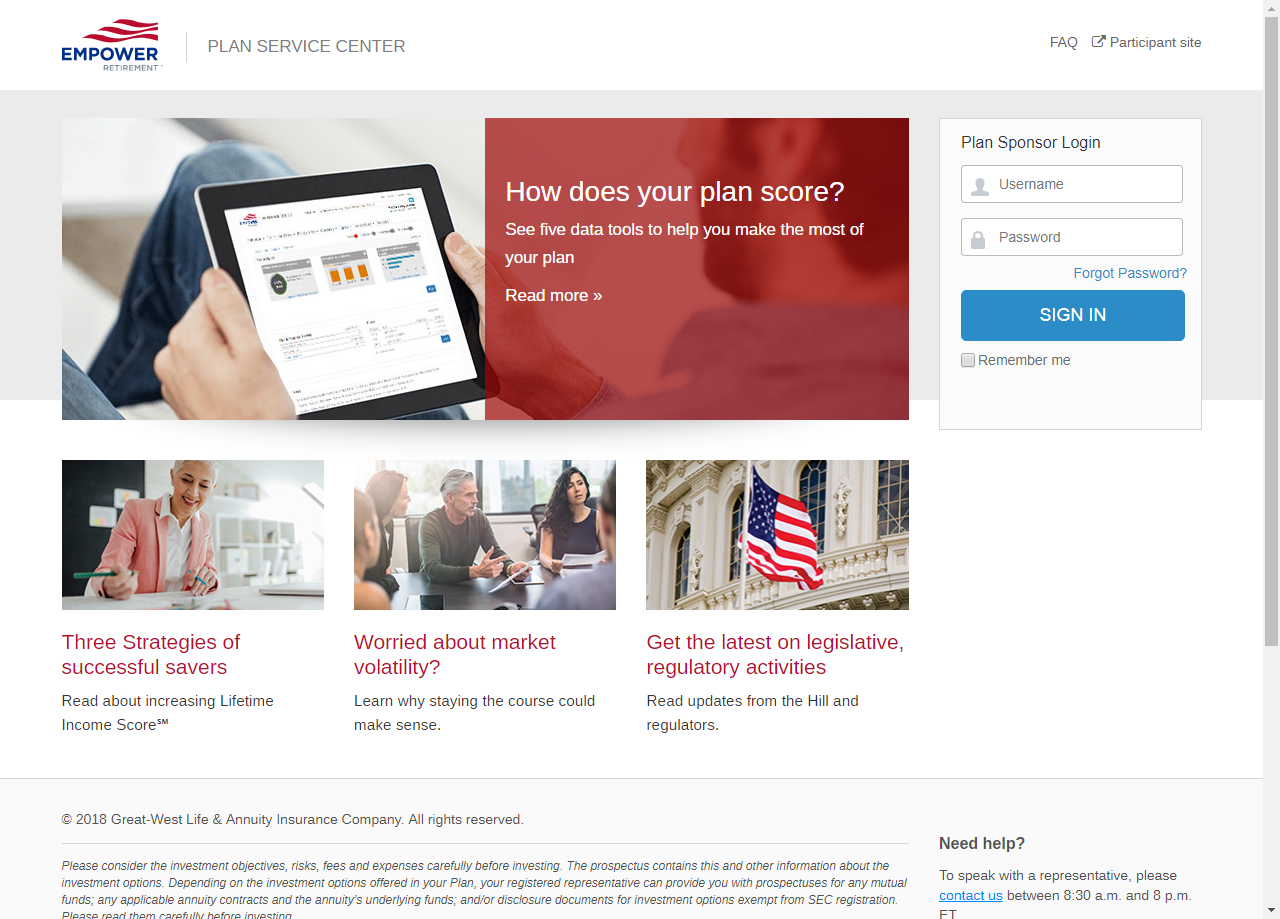 EMPOWER
RETIREMENT
PLAN SERVICE CENTER
FAQ
Participant site
How does your plan score?
See five data tools to help you make the most of
your plan
Read more »
Plan Sponsor Login
Username
Password
Forgot Password?
SIGN IN
Remember me
Three Strategies of
successful savers
Read about increasing Lifetime
Income Score℠
Worried about market
volatility?
Learn why staying the course could
make sense.
Get the latest on legislative,
regulatory activities
Read updates from the Hill and
regulators.
© 2018 Great-West Life & Annuity Insurance Company. All rights reserved.
Please consider the investment objectives, risks, fees and expenses carefully before investing. The prospectus contains this and other information about the
investment options. Depending on the investment options offered in your Plan, your registered representative can provide you with prospectuses for any mutual
funds; any applicable annuity contracts and the annuity's underlying funds; and/or disclosure documents for investment options exempt from SEC registration.
Please read them carefully before investing.
Need help?
To speak with a representative, please
contact us between 8:30 a.m. and 8 p.m.
ET